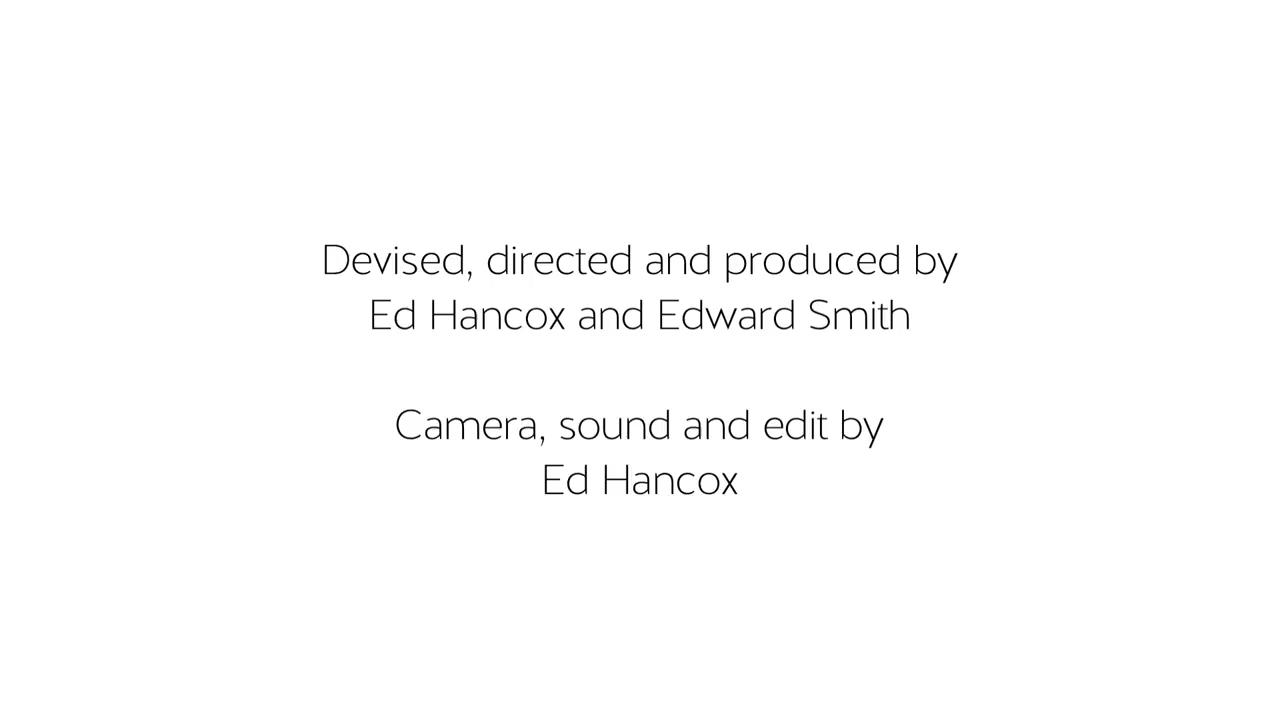 Devised, directed and produced by
Ed Hancox and Edward Smith
Camera, sound and edit by
Ed Hancox